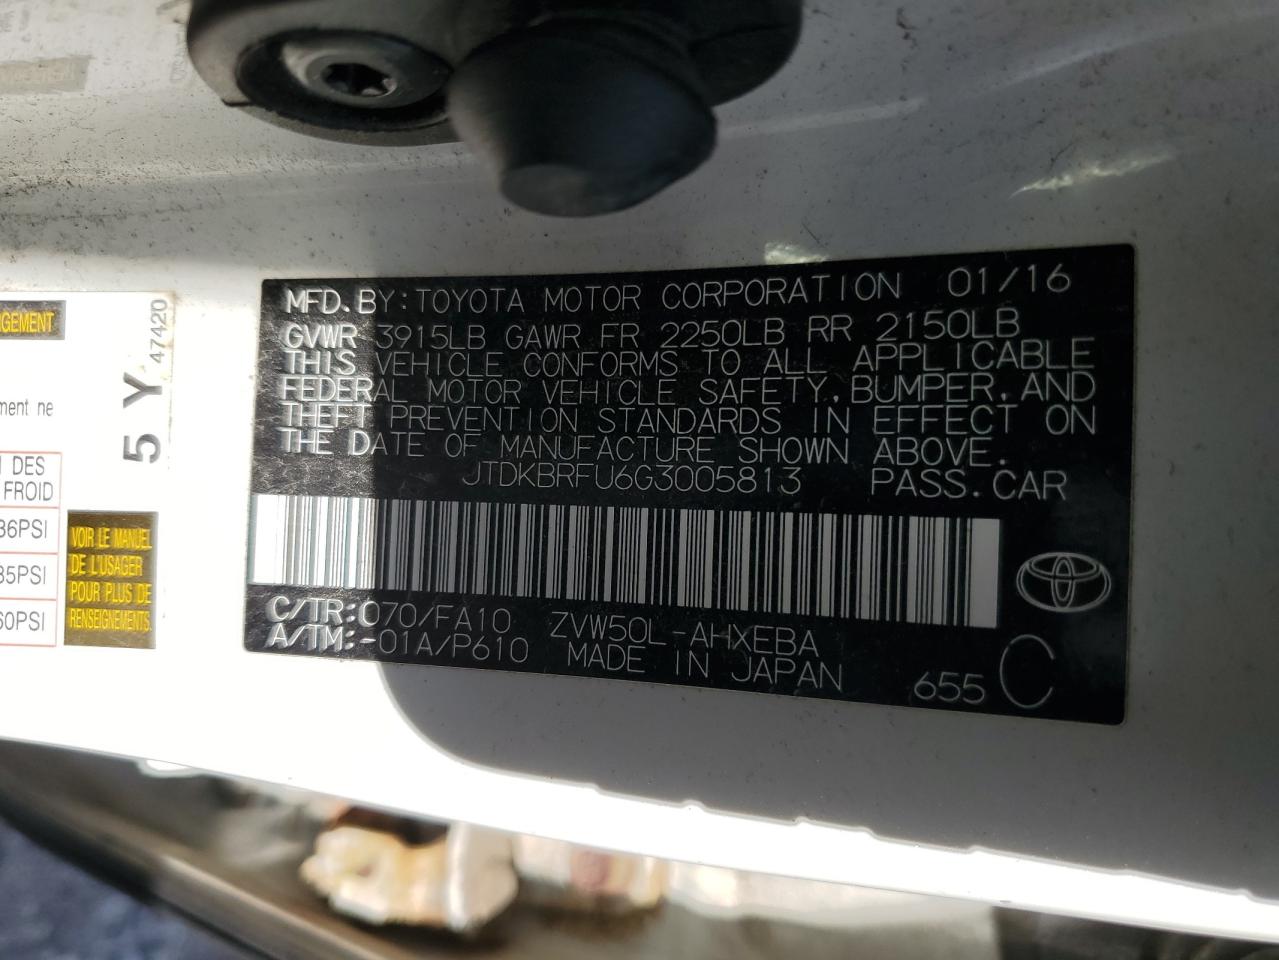 MFD.BY:TOYOTA MOTOR CORPORATION 01/16
GVWR 3915LB GAWR FR 2250LB RR 2150LB
THIS VEHICLE CONFORMS TO ALL APPLICABLE
FEDERAL MOTOR VEHICLE SAFETY,BUMPER,AND
THEFT PREVENTION STANDARDS IN EFFECT ON
THE DATE OF MANUFACTURE SHOWN ABOVE.
JTDKBRFU6G3005813 PASS.CAR
C/TR:070/FA10 ZVW50L-AHXEBA
A/TM:-01A/P610 MADE IN JAPAN
655 C
5 Y 47420
ne
DES
FROID
36PSI
35PSI
60PSI
VOIR LE MANUEL
DE L'USAGER
POUR PLUS DE
RENSEIGNEMENTS.